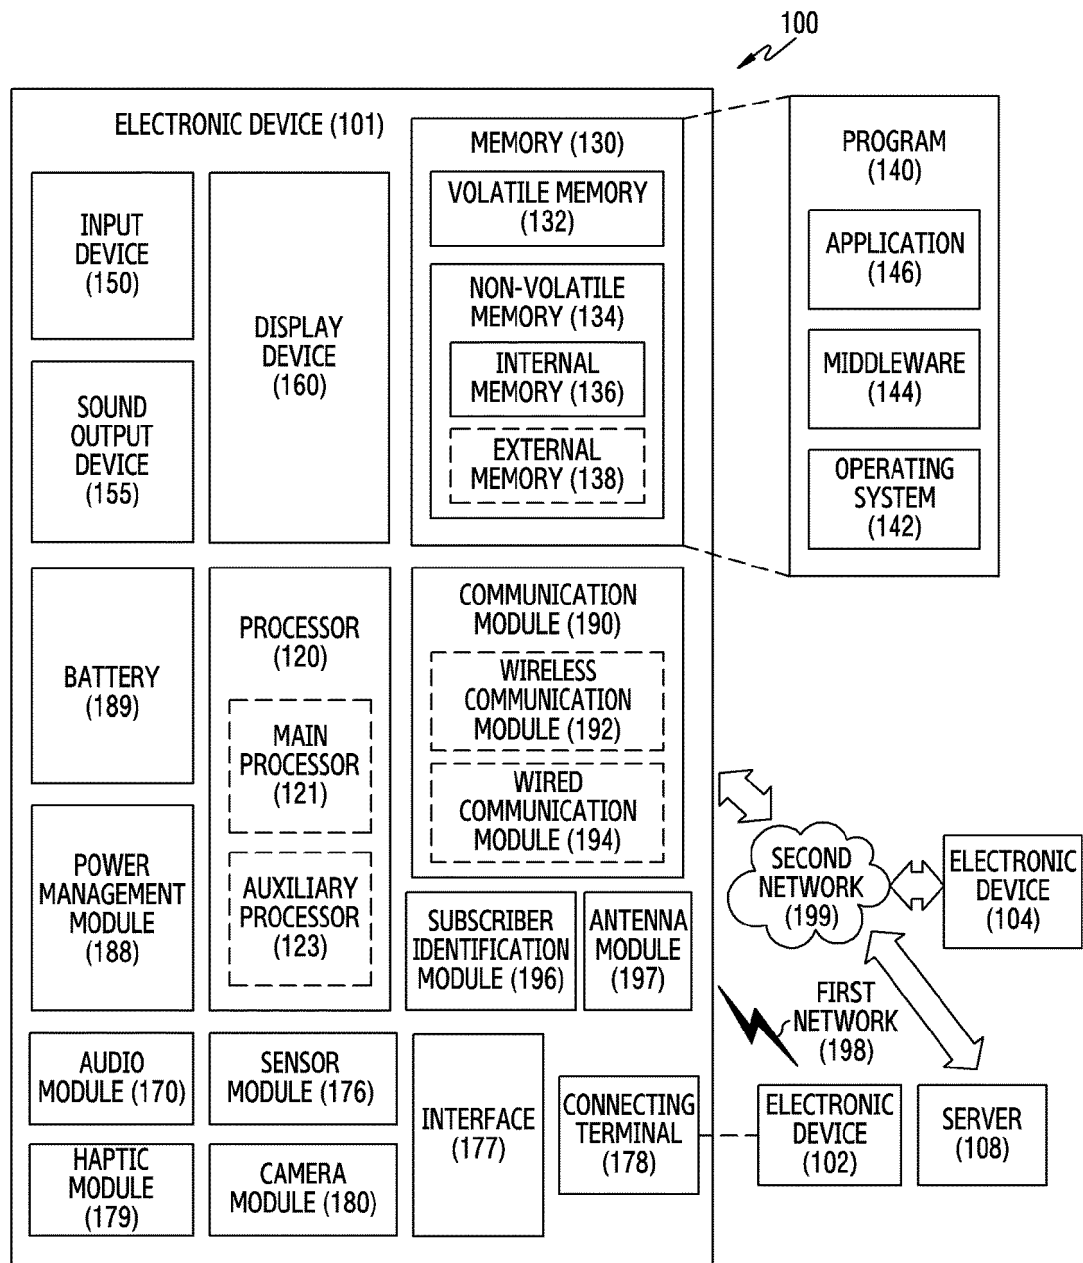 100
ELECTRONIC DEVICE (101)
INPUT
DEVICE
(150)
SOUND
OUTPUT
DEVICE
(155)
DISPLAY
DEVICE
(160)
MEMORY (130)
VOLATILE MEMORY
(132)
NON-VOLATILE
MEMORY (134)
INTERNAL
MEMORY (136)
EXTERNAL
MEMORY (138)
PROGRAM
(140)
APPLICATION
(146)
MIDDLEWARE
(144)
OPERATING
SYSTEM
(142)
BATTERY
(189)
POWER
MANAGEMENT
MODULE
(188)
PROCESSOR
(120)
MAIN
PROCESSOR
(121)
AUXILIARY
PROCESSOR
(123)
COMMUNICATION
MODULE (190)
WIRELESS
COMMUNICATION
MODULE (192)
WIRED
COMMUNICATION
MODULE (194)
SUBSCRIBER
IDENTIFICATION
MODULE (196)
ANTENNA
MODULE
(197)
SECOND
NETWORK
(199)
ELECTRONIC
DEVICE
(104)
FIRST
NETWORK
(198)
AUDIO
MODULE (170)
SENSOR
MODULE (176)
HAPTIC
MODULE
(179)
CAMERA
MODULE (180)
INTERFACE
(177)
CONNECTING
TERMINAL
(178)
ELECTRONIC
DEVICE
(102)
SERVER
(108)